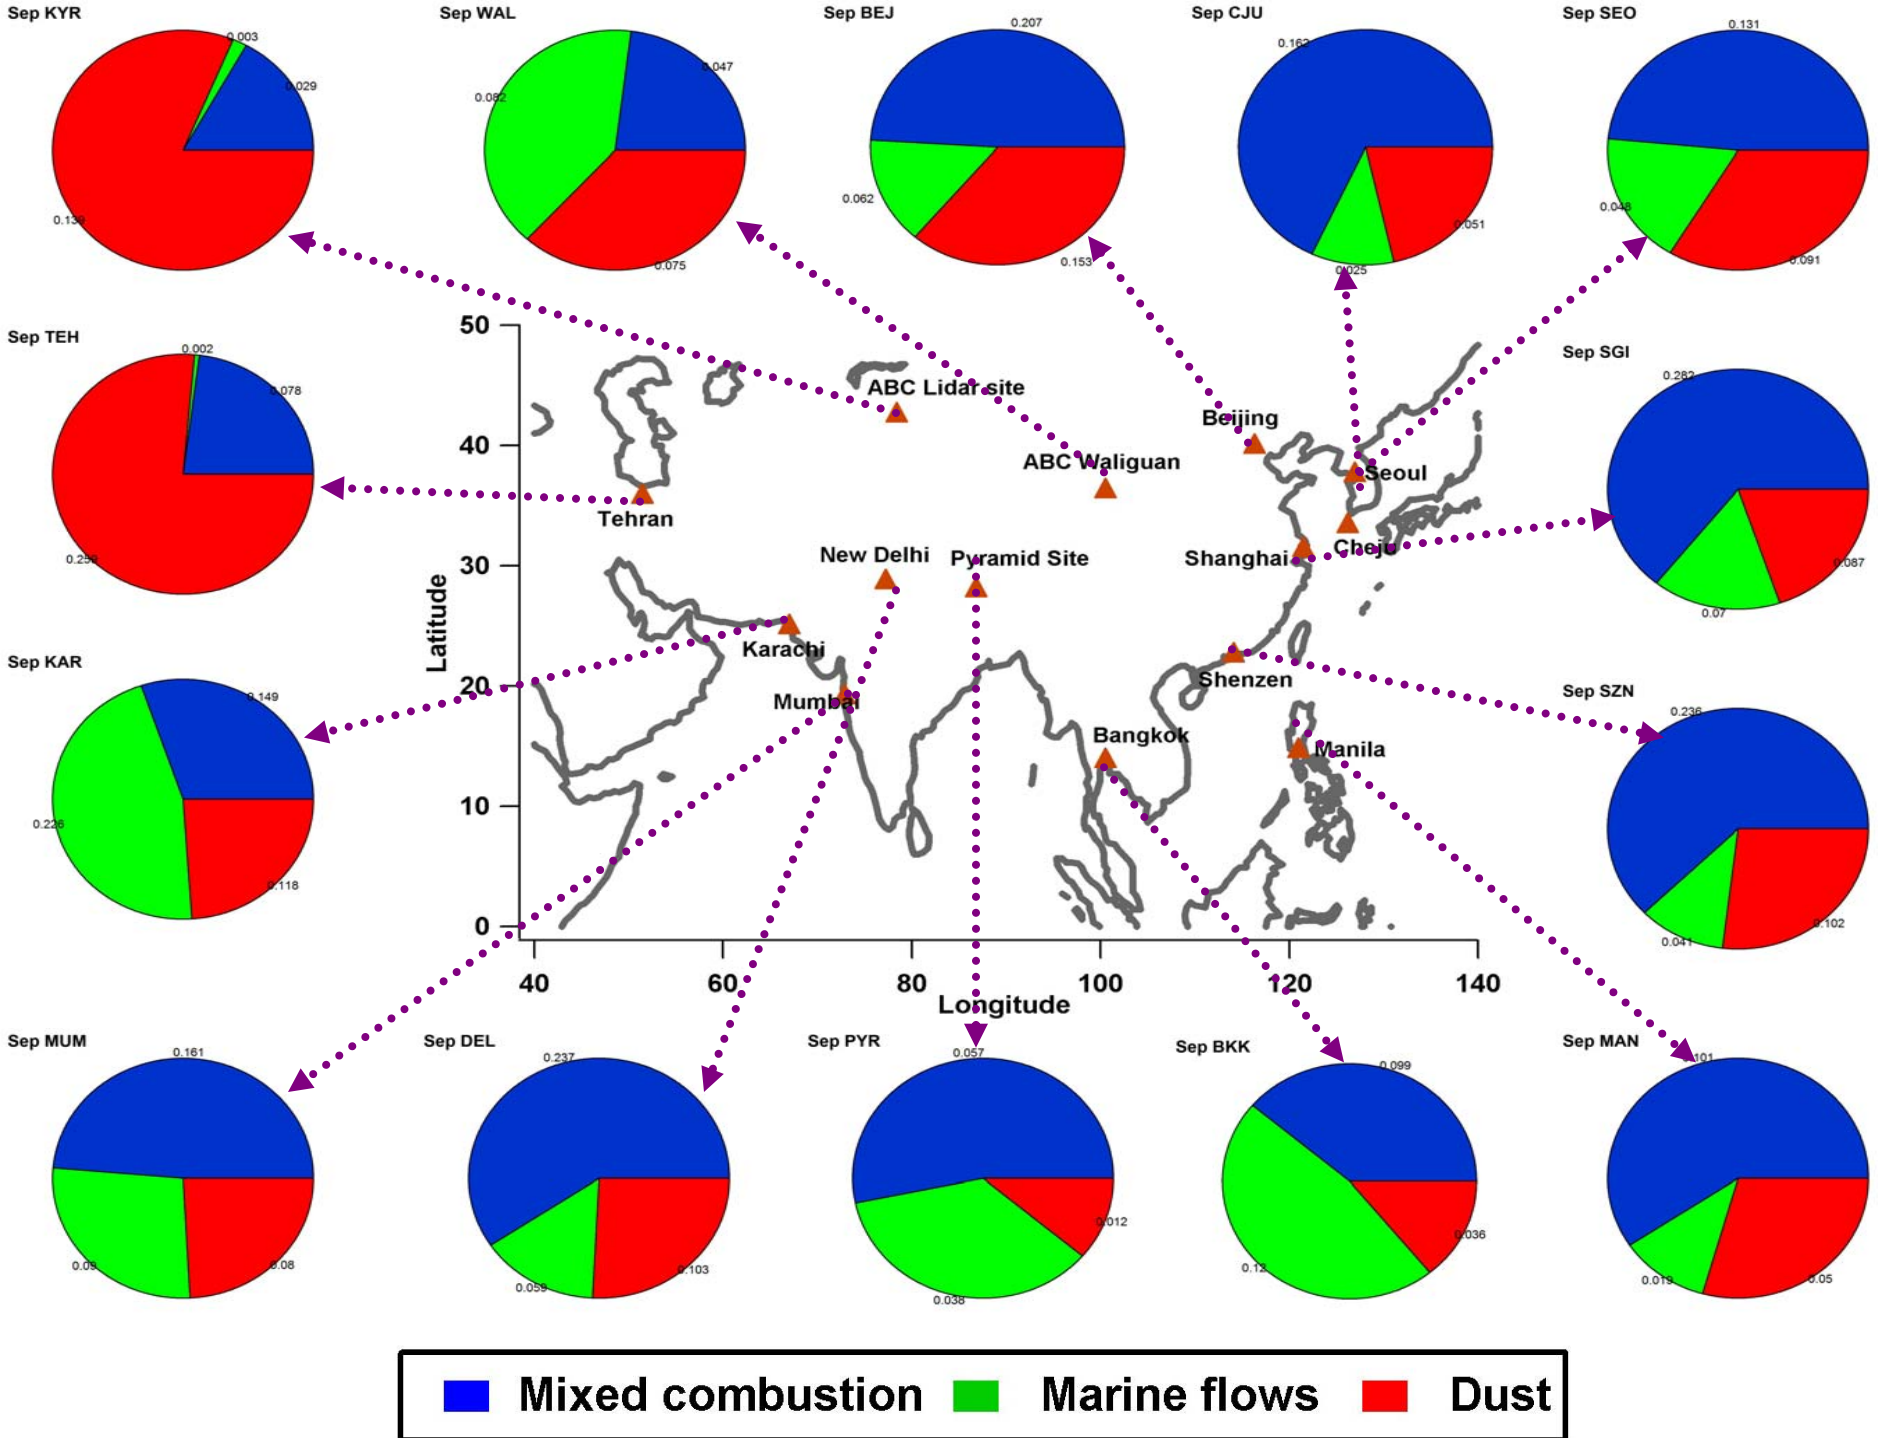 Sep KYR
Sep WAL
Sep BEJ
Sep CJU
Sep SEO
0.003
0.029
0.139
0.047
0.082
0.075
0.207
0.062
0.153
0.162
0.051
0.025
0.131
0.048
0.091
Sep TEH
0.002
0.078
Sep SGI
0.282
0.087
0.07
50
40
30
20
10
0
Latitude
ABC Lidar site
Beijing
ABC Waliguan
Seoul
Tehran
Cheju
New Delhi
Pyramid Site
Shanghai
Karachi
Shenzen
Mumbai
Bangkok
Manila
40
60
80
100
120
140
Longitude
Sep KAR
0.149
0.226
0.118
Sep SZN
0.236
0.041
0.102
Sep MUM
0.161
0.09
0.08
Sep DEL
0.237
0.059
0.103
Sep PYR
0.057
0.012
0.038
Sep BKK
0.099
0.036
0.12
Sep MAN
0.019
0.05
Mixed combustion
Marine flows
Dust